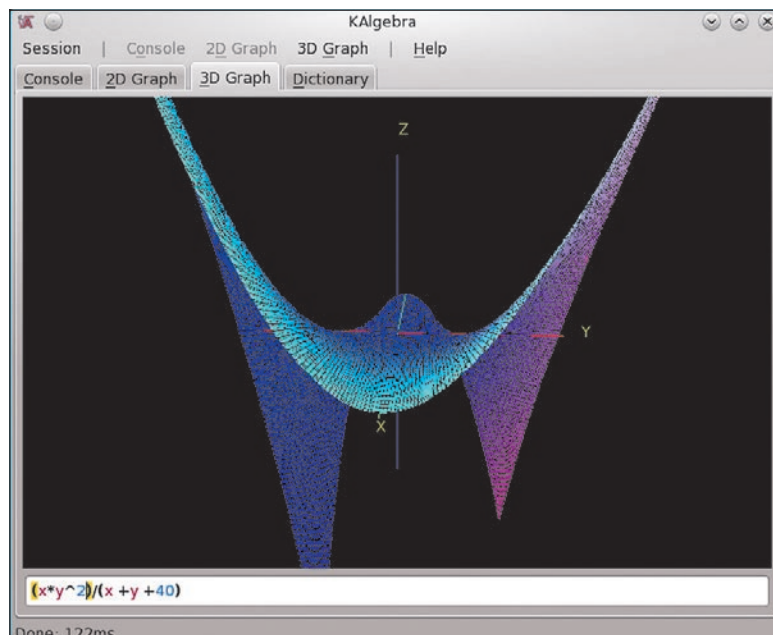 KAlgebra
Session | Console 2D Graph 3D Graph | Help
Console 2D Graph 3D Graph Dictionary
Z
Y
X
(x*y^2)/(x +y +40)
Done: 122ms